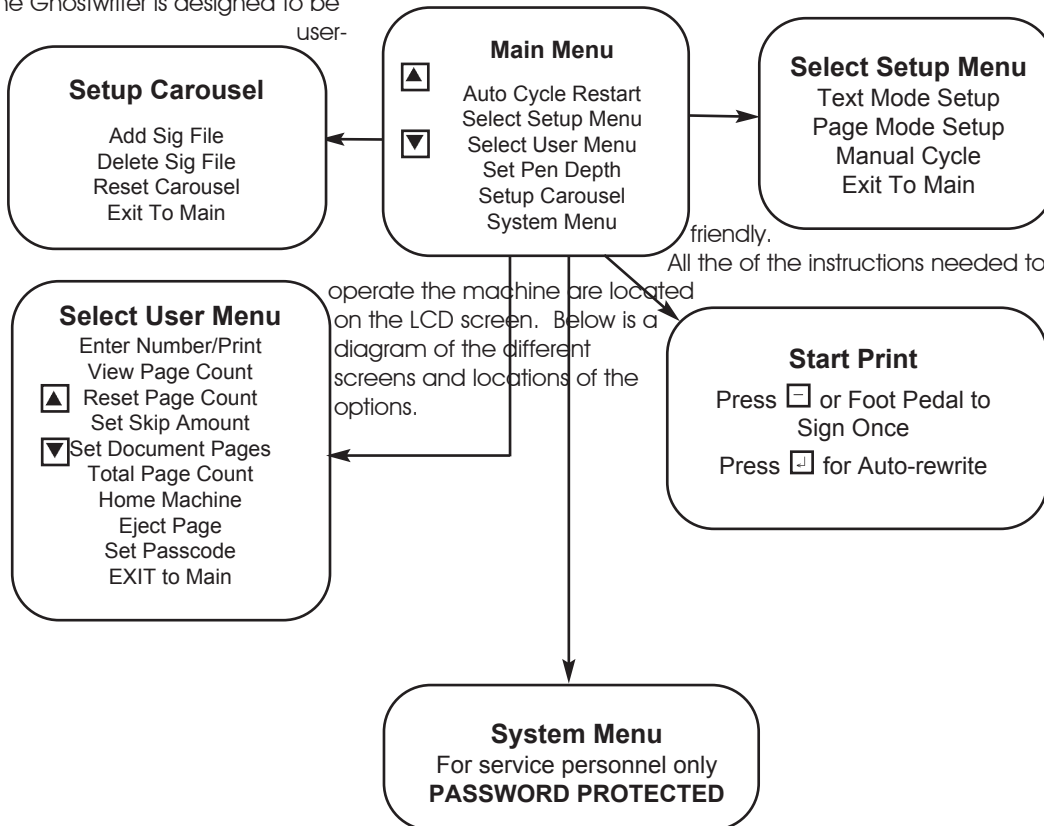 he Ghostwriter is designed to be
user-
Main Menu
Auto Cycle Restart
Select Setup Menu
Select User Menu
Set Pen Depth
Setup Carousel
System Menu
Setup Carousel
Add Sig File
Delete Sig File
Reset Carousel
Exit To Main
Select Setup Menu
Text Mode Setup
Page Mode Setup
Manual Cycle
Exit To Main
friendly.
All the of the instructions needed to
operate the machine are located
on the LCD screen. Below is a
diagram of the different
screens and locations of the
options.
Select User Menu
Enter Number/Print
View Page Count
Reset Page Count
Set Skip Amount
Set Document Pages
Total Page Count
Home Machine
Eject Page
Set Passcode
EXIT to Main
Start Print
Press - or Foot Pedal to
Sign Once
Press ↵ for Auto-rewrite
System Menu
For service personnel only
PASSWORD PROTECTED